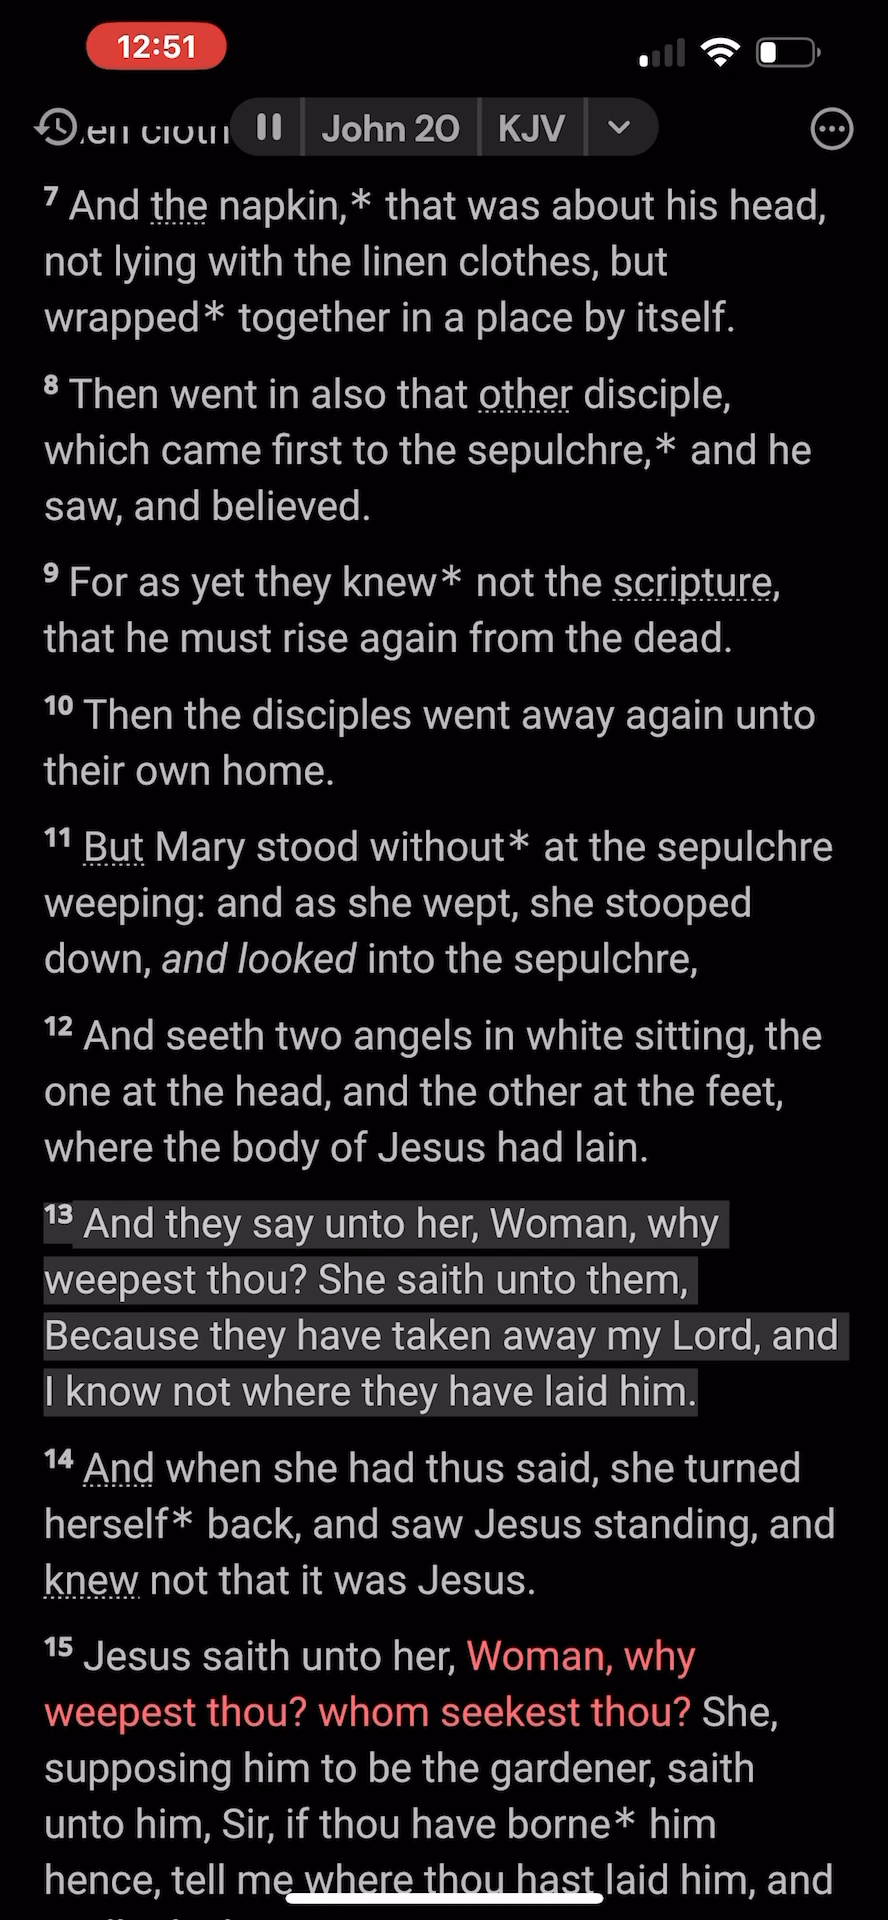 12:51
John 20 KJV
7 And the napkin,* that was about his head,
not lying with the linen clothes, but
wrapped* together in a place by itself.
8 Then went in also that other disciple,
which came first to the sepulchre,* and he
saw, and believed.
9 For as yet they knew* not the scripture,
that he must rise again from the dead.
10 Then the disciples went away again unto
their own home.
11 But Mary stood without* at the sepulchre
weeping: and as she wept, she stooped
down, and looked into the sepulchre,
12 And seeth two angels in white sitting, the
one at the head, and the other at the feet,
where the body of Jesus had lain.
13 And they say unto her, Woman, why
weepest thou? She saith unto them,
Because they have taken away my Lord, and
I know not where they have laid him.
14 And when she had thus said, she turned
herself* back, and saw Jesus standing, and
knew not that it was Jesus.
15 Jesus saith unto her, Woman, why
weepest thou? whom seekest thou? She,
supposing him to be the gardener, saith
unto him, Sir, if thou have borne* him
hence, tell me where thou hast laid him, and